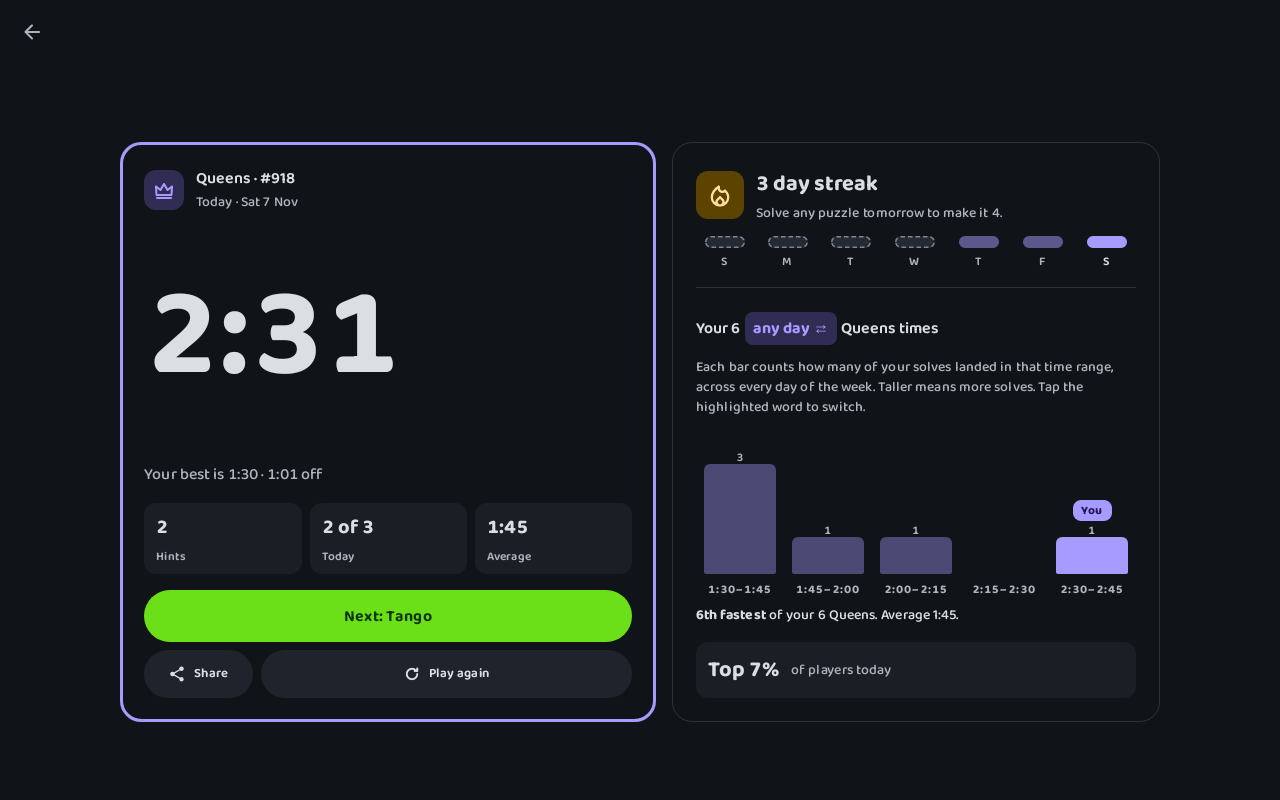 Queens · #918
Today · Sat 7 Nov
2:31
Your best is 1:30 · 1:01 off
2
Hints
2 of 3
Today
1:45
Average
Next: Tango
Share
Play again
3 day streak
Solve any puzzle tomorrow to make it 4.
S M T W T F S
Your 6 any day ⇄ Queens times
Each bar counts how many of your solves landed in that time range,
across every day of the week. Taller means more solves. Tap the
highlighted word to switch.
3
1
1
You
1
1:30–1:45 1:45–2:00 2:00–2:15 2:15–2:30 2:30–2:45
6th fastest of your 6 Queens. Average 1:45.
Top 7% of players today